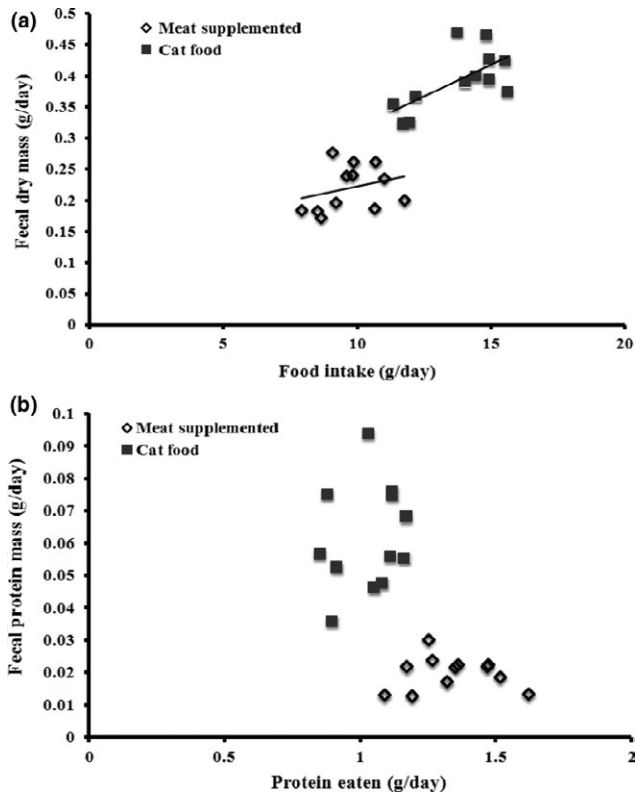 (a)
Meat supplemented
Cat food
0.5
0.45
0.4
0.35
0.3
0.25
0.2
0.15
0.1
0.05
0
Fecal dry mass (g/day)
0 5 10 15 20
Food intake (g/day)
(b)
Meat supplemented
Cat food
0.1
0.09
0.08
0.07
0.06
0.05
0.04
0.03
0.02
0.01
0
Fecal protein mass (g/day)
0 0.5 1 1.5 2
Protein eaten (g/day)